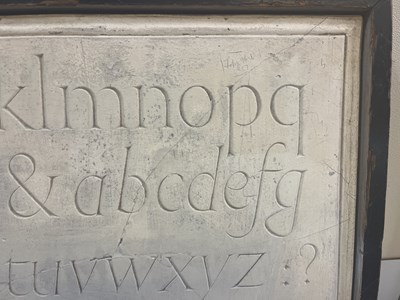 klmnopq
& abcdefg
tuvwxyz :?